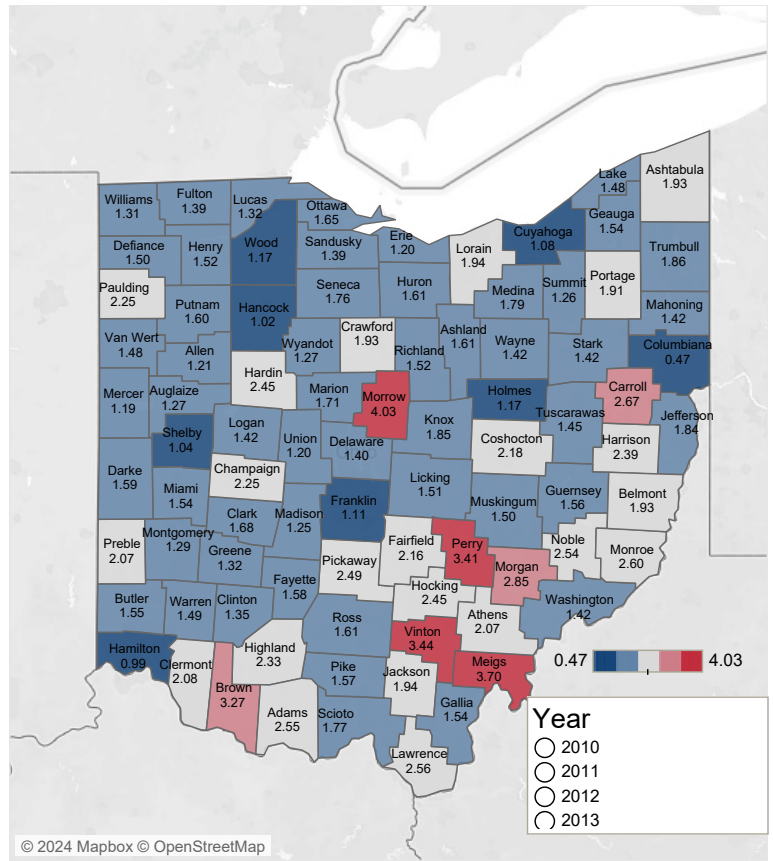 Lake
1.48
Ashtabula
1.93
Williams
1.31
Fulton
1.39
Lucas
1.32
Ottawa
1.65
Geauga
1.54
Cuyahoga
1.08
Defiance
1.50
Henry
1.52
Wood
1.17
Sandusky
1.39
Erie
1.20
Lorain
1.94
Trumbull
1.86
Paulding
2.25
Seneca
1.76
Huron
1.61
Medina
1.79
Summit
1.26
Portage
1.91
Putnam
1.60
Hancock
1.02
Mahoning
1.42
Van Wert
1.48
Allen
1.21
Wyandot
1.27
Crawford
1.93
Richland
1.52
Ashland
1.61
Wayne
1.42
Stark
1.42
Columbiana
0.47
Hardin
2.45
Mercer
1.19
Auglaize
1.27
Marion
1.71
Morrow
4.03
Holmes
1.17
Carroll
2.67
Tuscarawas
1.45
Jefferson
1.84
Shelby
1.04
Logan
1.42
Union
1.20
Delaware
1.40
Knox
1.85
Coshocton
2.18
Harrison
2.39
Darke
1.59
Champaign
2.25
Miami
1.54
Licking
1.51
Guernsey
1.56
Belmont
1.93
Clark
1.68
Madison
1.25
Franklin
1.11
Muskingum
1.50
Preble
2.07
Montgomery
1.29
Greene
1.32
Pickaway
2.49
Fairfield
2.16
Perry
3.41
Noble
2.54
Monroe
2.60
Morgan
2.85
Fayette
1.58
Hocking
2.45
Butler
1.55
Warren
1.49
Clinton
1.35
Washington
1.42
Ross
1.61
Athens
2.07
Vinton
3.44
Hamilton
0.99
Clermont
2.08
Highland
2.33
Pike
1.57
Jackson
1.94
Meigs
3.70
0.47
4.03
Brown
3.27
Adams
2.55
Scioto
1.77
Gallia
1.54
Lawrence
2.56
Year
2010
2011
2012
2013
© 2024 Mapbox © OpenStreetMap